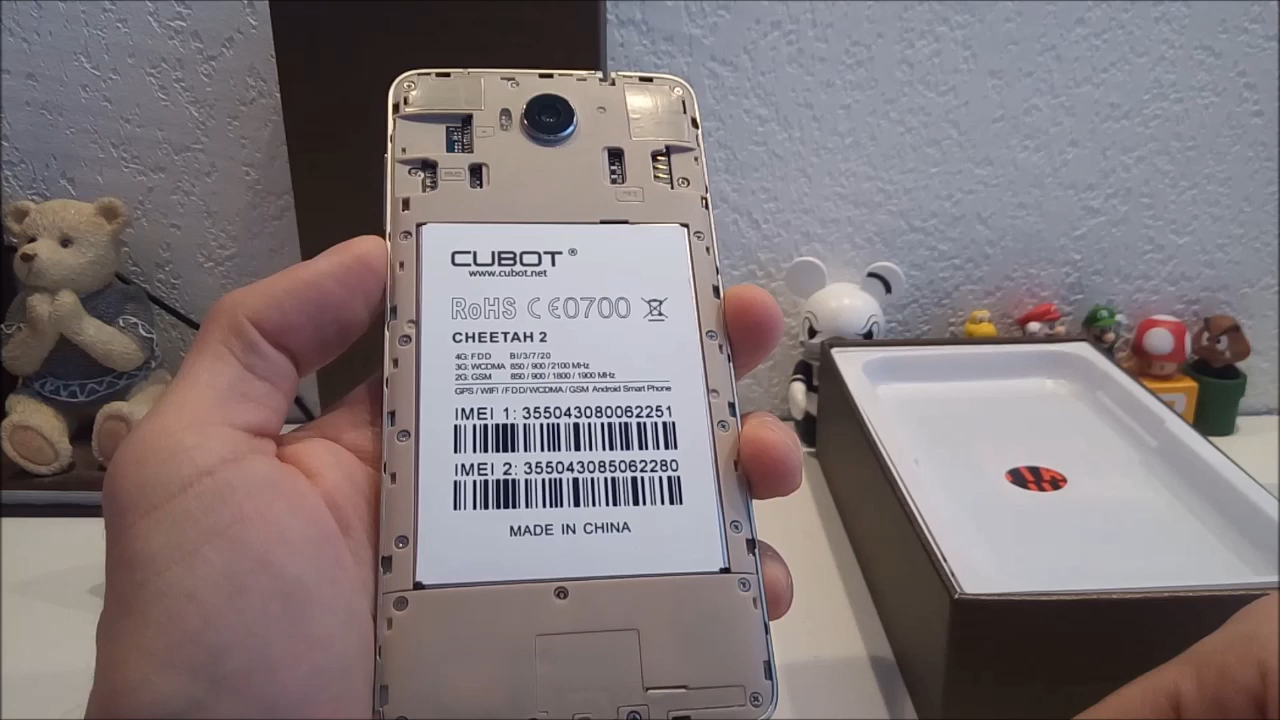 CUBOT®
www.cubot.net
RoHS CE0700
CHEETAH 2
4G: FDD BI/3/7/20
3G: WCDMA 850 / 900 / 2100 MHz
2G: GSM 850 / 900 / 1800 / 1900 MHz
GPS / WIFI / FDD/ WCDMA / GSM Android Smart Phone
IMEI 1: 355043080062251
IMEI 2: 355043085062280
MADE IN CHINA